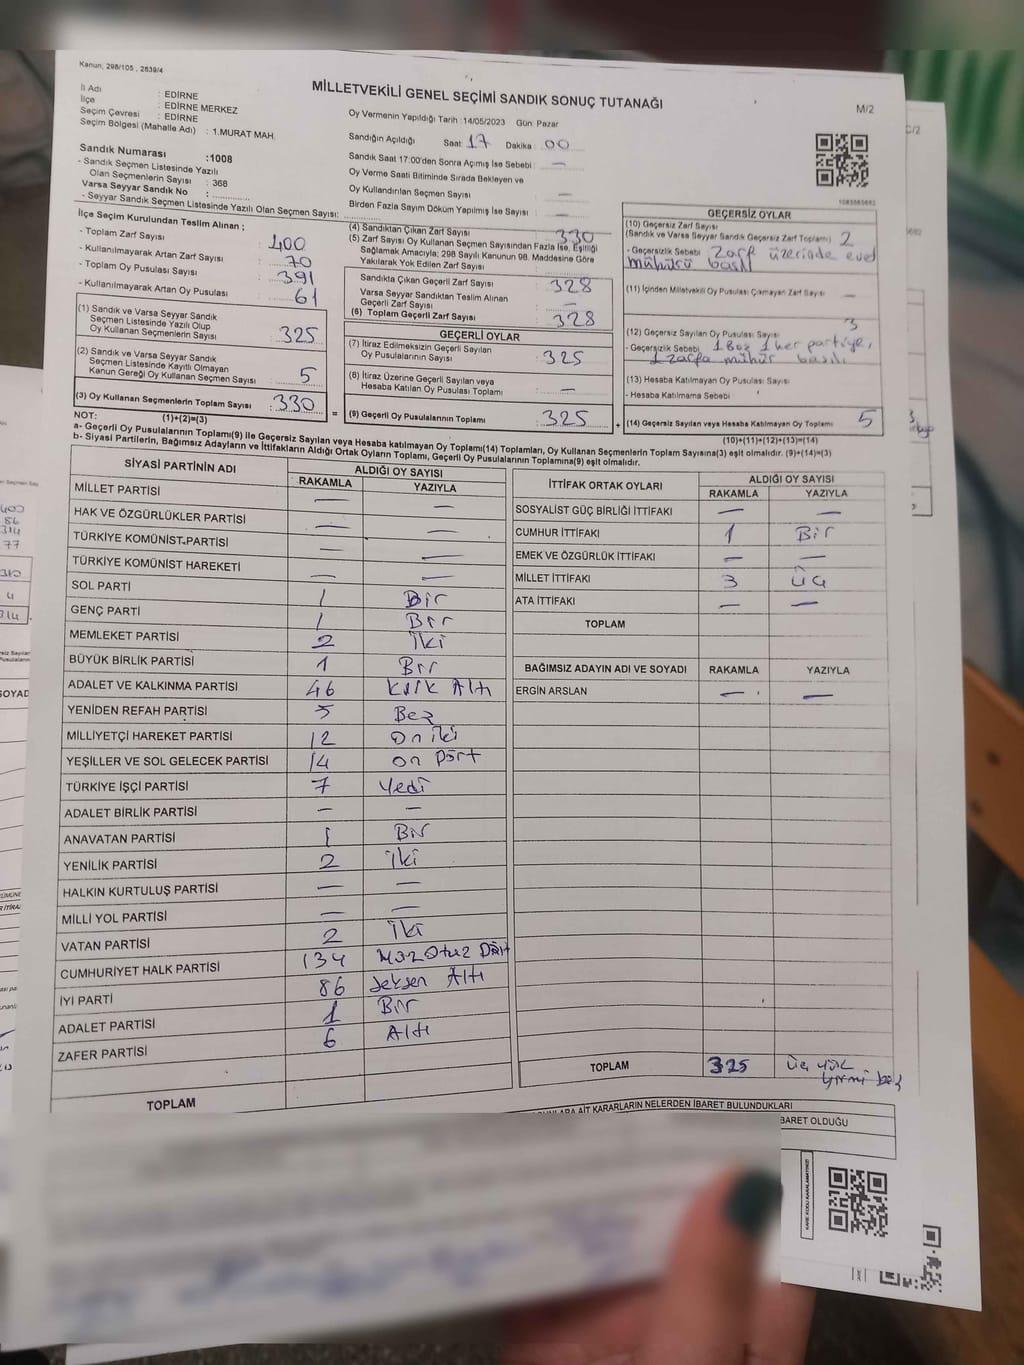 Kanun; 298/105 , 2839/4
MİLLETVEKİLİ GENEL SEÇİMİ SANDIK SONUÇ TUTANAĞI
M/2
İl Adı : EDİRNE
İlçe : EDİRNE MERKEZ
Seçim Çevresi : EDİRNE
Seçim Bölgesi (Mahalle Adı) : 1.MURAT MAH.
Oy Vermenin Yapıldığı Tarih :14/05/2023 Gün: Pazar
Sandığın Açıldığı Saat: 17 Dakika: 00
Sandık Saat 17:00'den Sonra Açımış İse Sebebi : —
Oy Verme Saati Bitiminde Sırada Bekleyen ve
Oy Kullandırılan Seçmen Sayısı : —
Birden Fazla Sayım Döküm Yapılmış İse Sayısı : —
Sandık Numarası :1008
- Sandık Seçmen Listesinde Yazılı
Olan Seçmenlerin Sayısı : 368
Varsa Seyyar Sandık No :
- Seyyar Sandık Seçmen Listesinde Yazılı Olan Seçmen Sayısı:
İlçe Seçim Kurulundan Teslim Alınan ;
- Toplam Zarf Sayısı : 400
- Kullanılmayarak Artan Zarf Sayısı : 70
- Toplam Oy Pusulası Sayısı : 391
- Kullanılmayarak Artan Oy Pusulası : 61
(1) Sandık ve Varsa Seyyar Sandık
Seçmen Listesinde Yazılı Olup
Oy Kullanan Seçmenlerin Sayısı : 325
(2) Sandık ve Varsa Seyyar Sandık
Seçmen Listesinde Kayıtlı Olmayan
Kanun Gereği Oy Kullanan Seçmen Sayısı : 5
(3) Oy Kullanan Seçmenlerin Toplam Sayısı : 330
(4) Sandıktan Çıkan Zarf Sayısı : 330
(5) Zarf Sayısı Oy Kullanan Seçmen Sayısından Fazla İse, Eşitliği
Sağlamak Amacıyla; 298 Sayılı Kanunun 98. Maddesine Göre
Yakılarak Yok Edilen Zarf Sayısı :
Sandıkta Çıkan Geçerli Zarf Sayısı : 328
Varsa Seyyar Sandıktan Teslim Alınan
Geçerli Zarf Sayısı : —
(6) Toplam Geçerli Zarf Sayısı : 328
GEÇERLİ OYLAR
(7) İtiraz Edilmeksizin Geçerli Sayılan
Oy Pusulalarının Sayısı : 325
(8) İtiraz Üzerine Geçerli Sayılan veya
Hesaba Katılan Oy Pusulası Toplamı : —
= (9) Geçerli Oy Pusulalarının Toplamı : 325
GEÇERSİZ OYLAR
(10) Geçersiz Zarf Sayısı
(Sandık ve Varsa Seyyar Sandık Geçersiz Zarf Toplamı) : 2
- Geçersizlik Sebebi : Zarf üzerinde evet
mühürü basılı
(11) İçinden Milletvekili Oy Pusulası Çıkmayan Zarf Sayısı : —
(12) Geçersiz Sayılan Oy Pusulası Sayısı : 3
- Geçersizlik Sebebi : 1 Boş 1 her partiye,
1 zarfa mühür basılı
(13) Hesaba Katılmayan Oy Pusulası Sayısı :
- Hesaba Katılmama Sebebi :
+ (14) Geçersiz Sayılan veya Hesaba Katılmayan Oy Toplamı : 5
NOT: (1)+(2)=(3)
(10)+(11)+(12)+(13)=(14)
a- Geçerli Oy Pusulalarının Toplamı(9) ile Geçersiz Sayılan veya Hesaba katılmayan Oy Toplamı(14) Toplamları, Oy Kullanan Seçmenlerin Toplam Sayısına(3) eşit olmalıdır. (9)+(14)=(3)
b- Siyasi Partilerin, Bağımsız Adayların ve İttifakların Aldığı Ortak Oyların Toplamı, Geçerli Oy Pusulalarının Toplamına(9) eşit olmalıdır.
SİYASİ PARTİNİN ADI ALDIĞI OY SAYISI
RAKAMLA YAZIYLA
MİLLET PARTİSİ — —
HAK VE ÖZGÜRLÜKLER PARTİSİ — —
TÜRKİYE KOMÜNİST PARTİSİ — —
TÜRKİYE KOMÜNİST HAREKETİ — —
SOL PARTİ 1 Bir
GENÇ PARTİ 1 Bir
MEMLEKET PARTİSİ 2 İki
BÜYÜK BİRLİK PARTİSİ 1 Bir
ADALET VE KALKINMA PARTİSİ 46 Kırk Altı
YENİDEN REFAH PARTİSİ 5 Beş
MİLLİYETÇİ HAREKET PARTİSİ 12 On iki
YEŞİLLER VE SOL GELECEK PARTİSİ 14 on Dört
TÜRKİYE İŞÇİ PARTİSİ 7 Yedi
ADALET BİRLİK PARTİSİ — —
ANAVATAN PARTİSİ 1 Bir
YENİLİK PARTİSİ 2 İki
HALKIN KURTULUŞ PARTİSİ — —
MİLLİ YOL PARTİSİ — —
VATAN PARTİSİ 2 İki
CUMHURİYET HALK PARTİSİ 134 Otuz Dört
İYİ PARTİ 86 Seksen Altı
ADALET PARTİSİ 1 Bir
ZAFER PARTİSİ 6 Altı
TOPLAM
İTTİFAK ORTAK OYLARI ALDIĞI OY SAYISI
RAKAMLA YAZIYLA
SOSYALİST GÜÇ BİRLİĞİ İTTİFAKI — —
CUMHUR İTTİFAKI 1 Bir
EMEK VE ÖZGÜRLÜK İTTİFAKI — —
MİLLET İTTİFAKI 3 Üç
ATA İTTİFAKI — —
TOPLAM
BAĞIMSIZ ADAYIN ADI VE SOYADI RAKAMLA YAZIYLA
ERGİN ARSLAN — —
TOPLAM 325 Üç yüz
yirmi beş
AİT KARARLARIN NELERDEN İBARET BULUNDUKLARI
BARET OLDUĞU